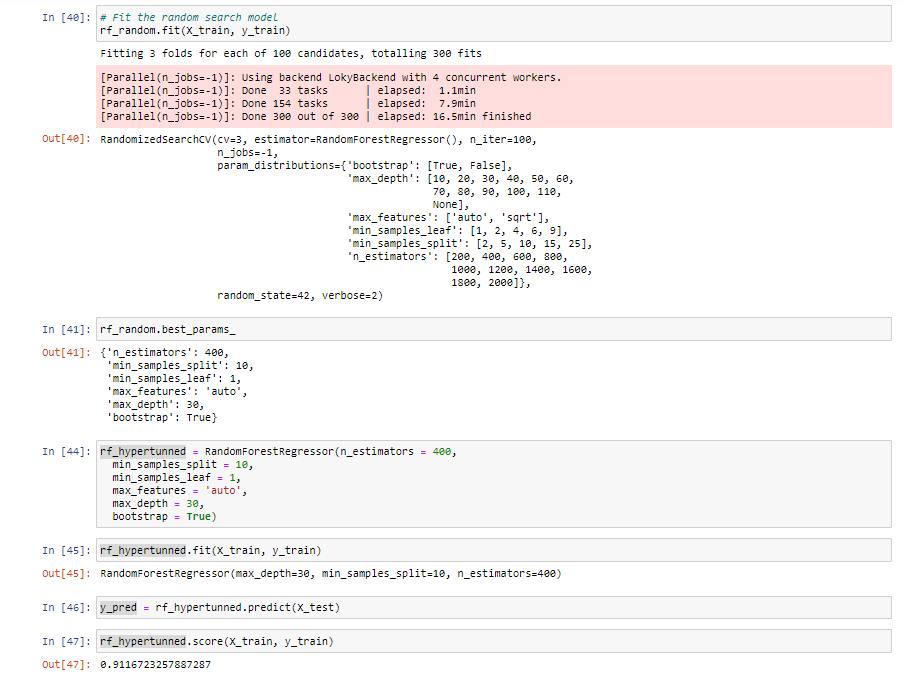 In [40]: # Fit the random search model
rf_random.fit(X_train, y_train)
Fitting 3 folds for each of 100 candidates, totalling 300 fits
[Parallel(n_jobs=-1)]: Using backend LokyBackend with 4 concurrent workers.
[Parallel(n_jobs=-1)]: Done  33 tasks      | elapsed:  1.1min
[Parallel(n_jobs=-1)]: Done 154 tasks      | elapsed:  7.9min
[Parallel(n_jobs=-1)]: Done 300 out of 300 | elapsed: 16.5min finished
Out[40]: RandomizedSearchCV(cv=3, estimator=RandomForestRegressor(), n_iter=100,
n_jobs=-1,
param_distributions={'bootstrap': [True, False],
'max_depth': [10, 20, 30, 40, 50, 60,
70, 80, 90, 100, 110,
None],
'max_features': ['auto', 'sqrt'],
'min_samples_leaf': [1, 2, 4, 6, 9],
'min_samples_split': [2, 5, 10, 15, 25],
'n_estimators': [200, 400, 600, 800,
1000, 1200, 1400, 1600,
1800, 2000]},
random_state=42, verbose=2)
In [41]: rf_random.best_params_
Out[41]: {'n_estimators': 400,
'min_samples_split': 10,
'min_samples_leaf': 1,
'max_features': 'auto',
'max_depth': 30,
'bootstrap': True}
In [44]: rf_hypertunned = RandomForestRegressor(n_estimators = 400,
min_samples_split = 10,
min_samples_leaf = 1,
max_features = 'auto',
max_depth = 30,
bootstrap = True)
In [45]: rf_hypertunned.fit(X_train, y_train)
Out[45]: RandomForestRegressor(max_depth=30, min_samples_split=10, n_estimators=400)
In [46]: y_pred = rf_hypertunned.predict(X_test)
In [47]: rf_hypertunned.score(X_train, y_train)
Out[47]: 0.9116723257887287